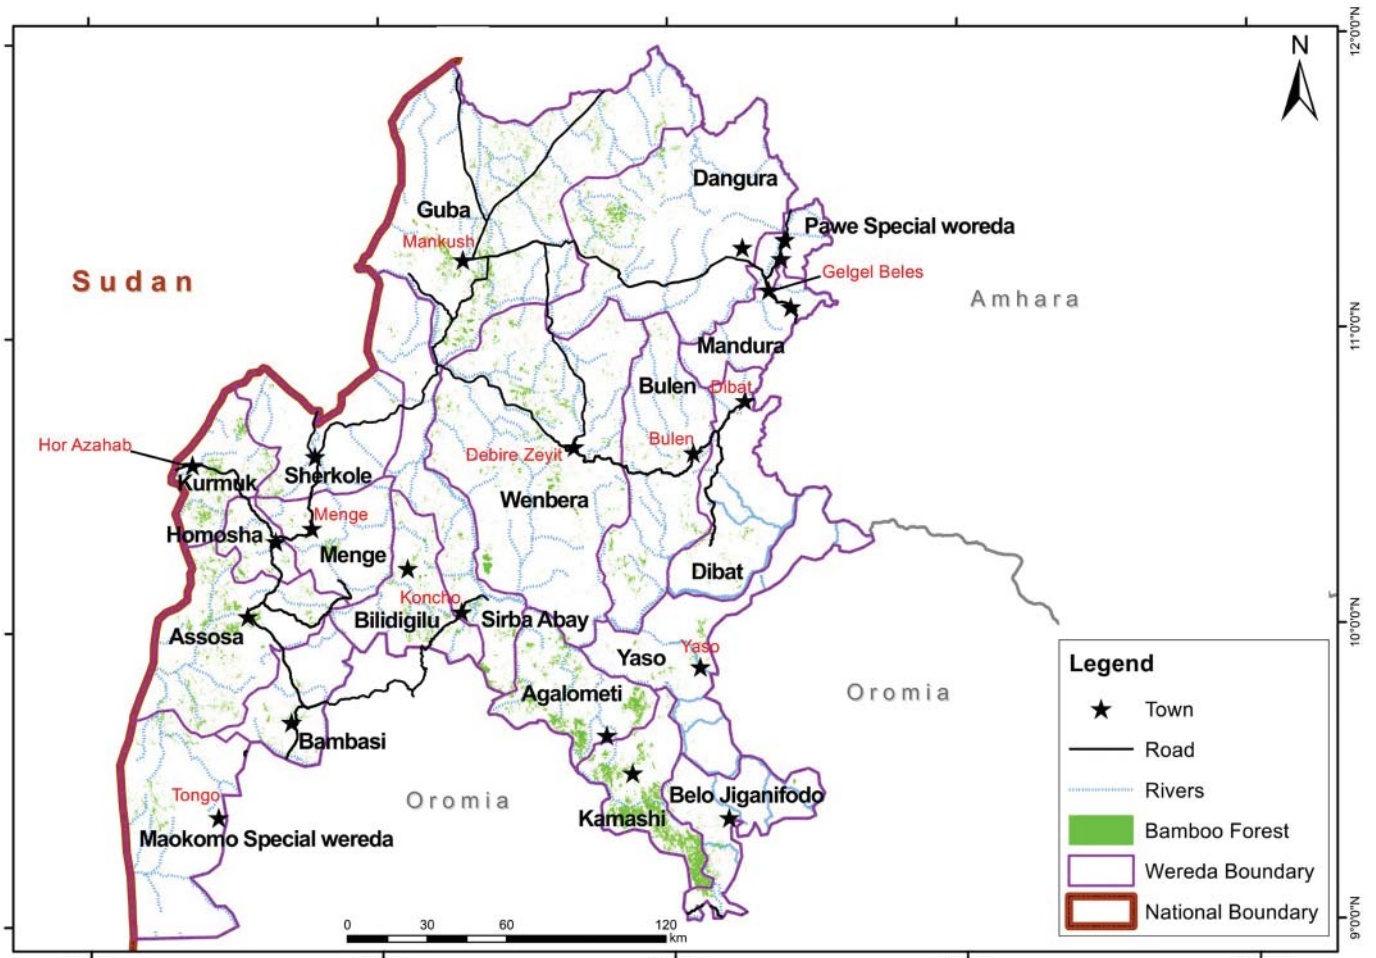 12°0'0"N
N
Dangura
Guba
Pawe Special woreda
Mankush
Gelgel Beles
Sudan
Amhara
11°0'0"N
Mandura
Bulen
Dibat
Hor Azahab
Bulen
Debire Zeyit
Sherkole
Kurmuk
Wenbera
Menge
Homosha
Menge
Dibat
Koncho
Bilidigilu
Sirba Abay
10°0'0"N
Assosa
Yaso
Yaso
Agalometi
Oromia
Bambasi
Tongo
Oromia
Belo Jiganifodo
Kamashi
Maokomo Special wereda
0 30 60 120
km
Legend
Town
Road
Rivers
Bamboo Forest
Wereda Boundary
National Boundary
9°0'0"N